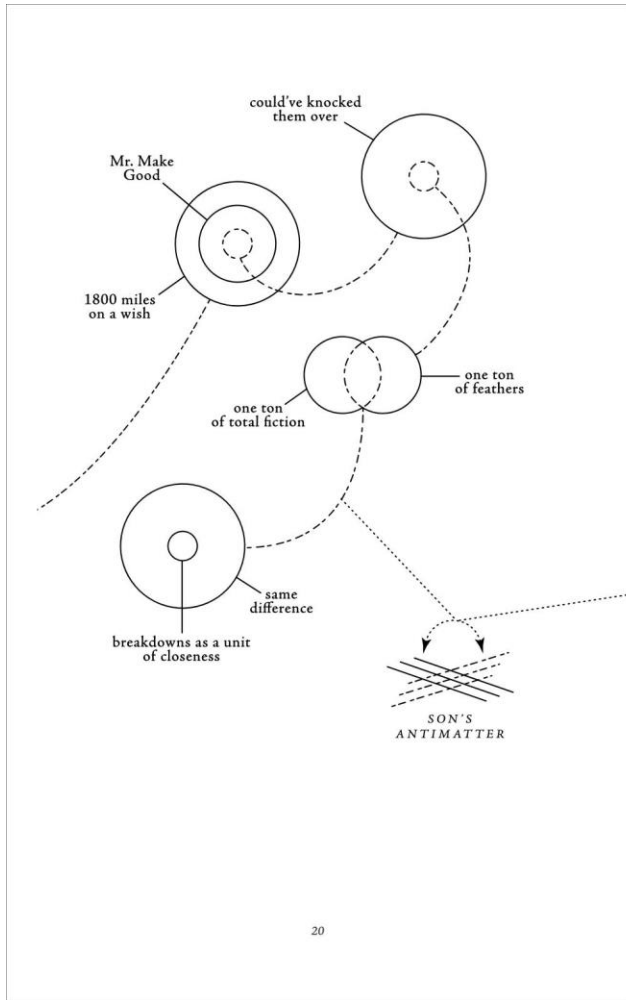 could've knocked
them over
Mr. Make
Good
1800 miles
on a wish
one ton
of feathers
one ton
of total fiction
same
difference
breakdowns as a unit
of closeness
SON'S
ANTIMATTER
20